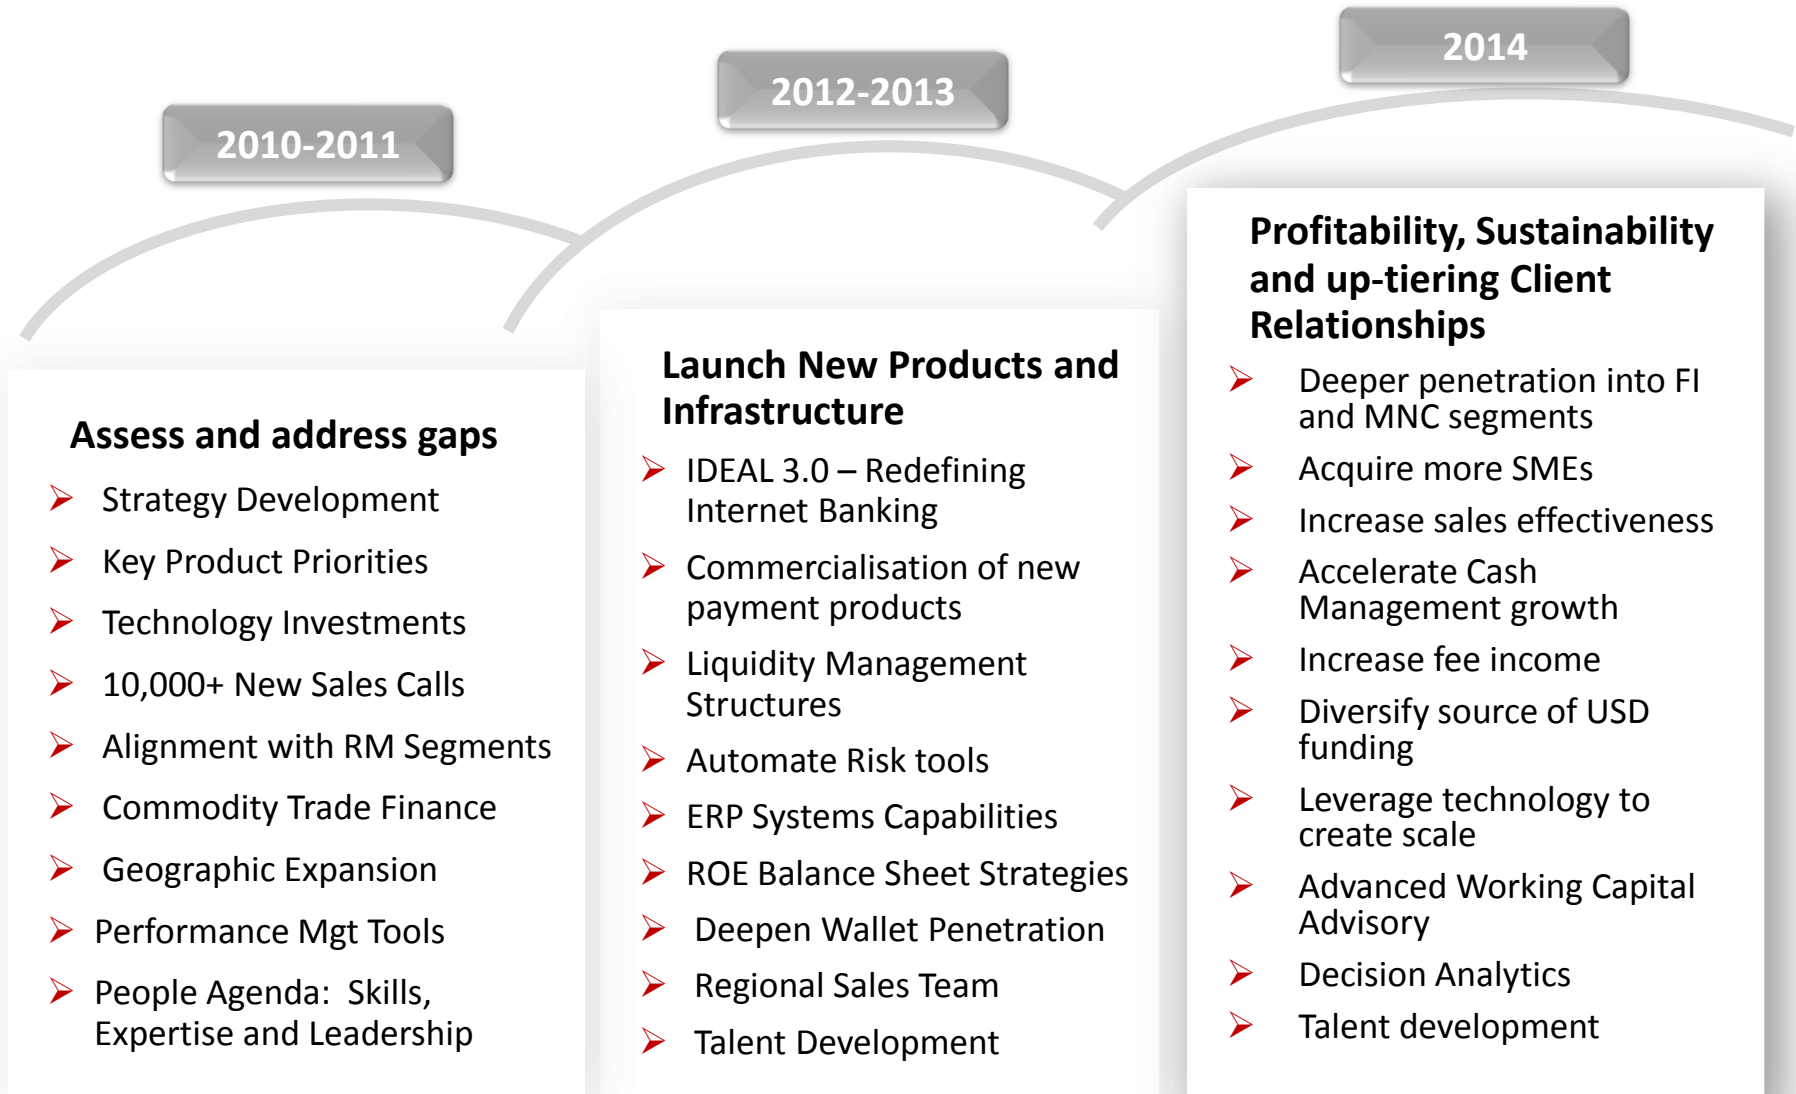 2010-2011
Assess and address gaps
Strategy Development
Key Product Priorities
Technology Investments
10,000+ New Sales Calls
Alignment with RM Segments
Commodity Trade Finance
Geographic Expansion
Performance Mgt Tools
People Agenda:  Skills,
Expertise and Leadership
2012-2013
Launch New Products and
Infrastructure
IDEAL 3.0 – Redefining
Internet Banking
Commercialisation of new
payment products
Liquidity Management
Structures
Automate Risk tools
ERP Systems Capabilities
ROE Balance Sheet Strategies
Deepen Wallet Penetration
Regional Sales Team
Talent Development
2014
Profitability, Sustainability
and up-tiering Client
Relationships
Deeper penetration into FI
and MNC segments
Acquire more SMEs
Increase sales effectiveness
Accelerate Cash
Management growth
Increase fee income
Diversify source of USD
funding
Leverage technology to
create scale
Advanced Working Capital
Advisory
Decision Analytics
Talent development